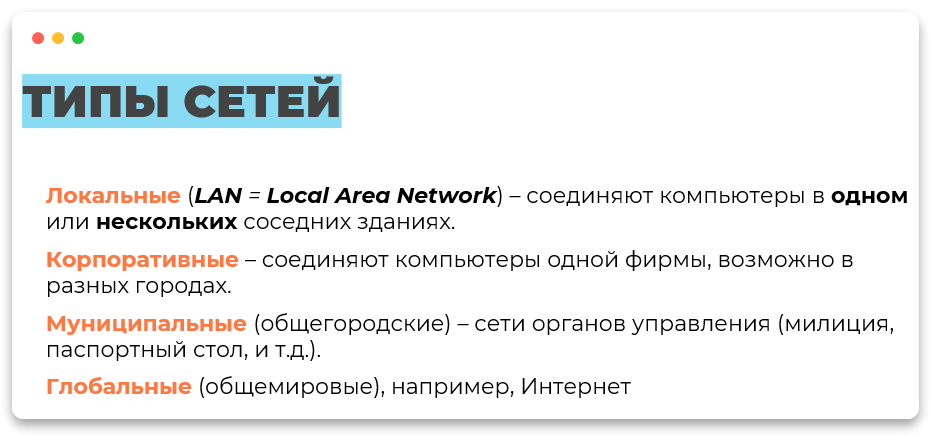 ТИПЫ СЕТЕЙ
Локальные (LAN = Local Area Network) – соединяют компьютеры в одном
или нескольких соседних зданиях.
Корпоративные – соединяют компьютеры одной фирмы, возможно в
разных городах.
Муниципальные (общегородские) – сети органов управления (милиция,
паспортный стол, и т.д.).
Глобальные (общемировые), например, Интернет